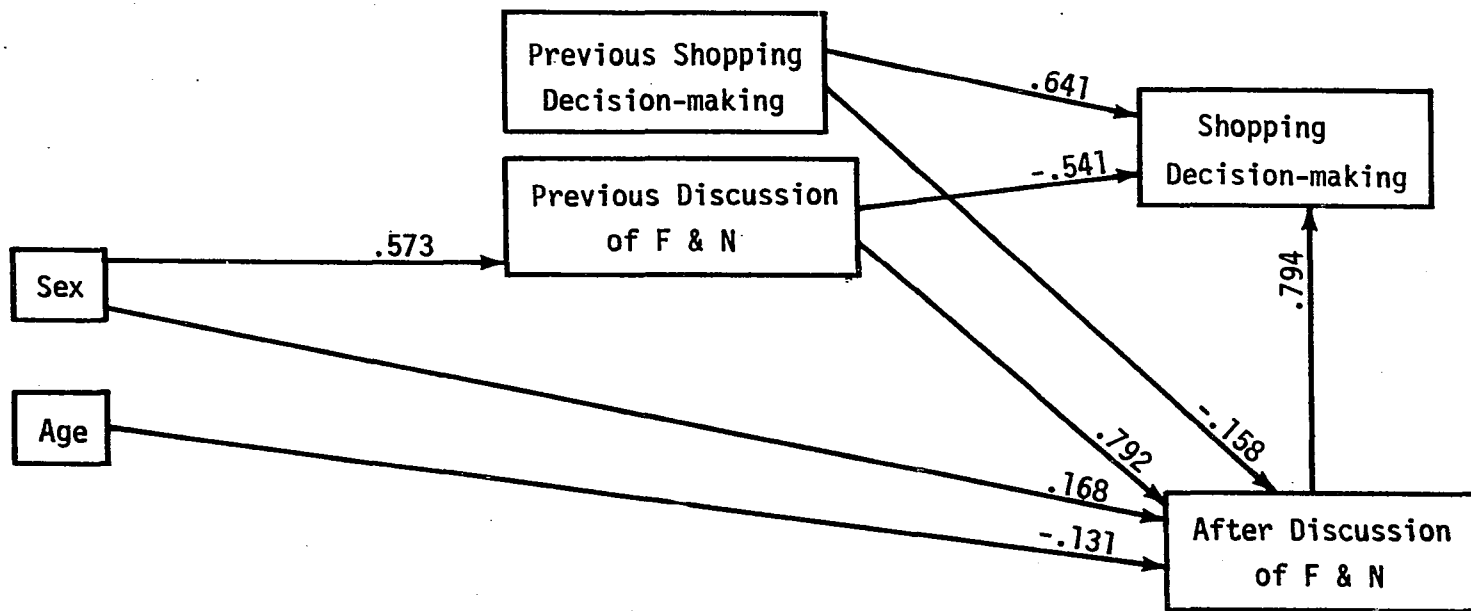 Previous Shopping
Decision-making
.641
Shopping
Decision-making
-.541
Previous Discussion
of F & N
.573
Sex
.794
Age
-.158
.792
.168
-.131
After Discussion
of F & N